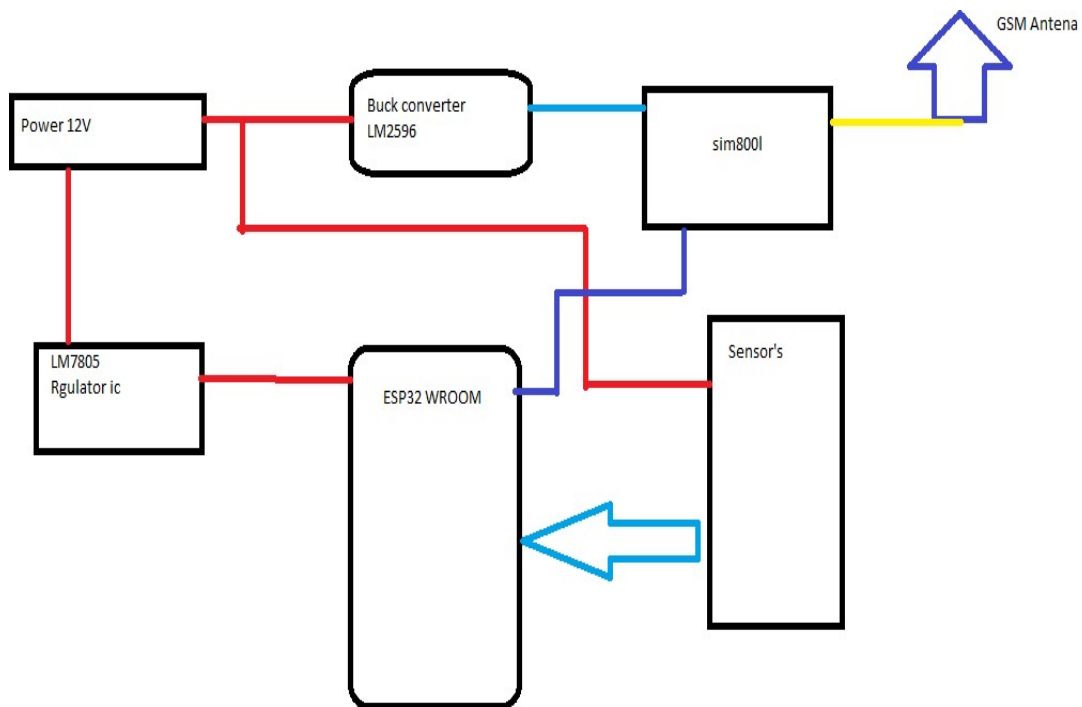 GSM Antena
Power 12V
Buck converter
LM2596
sim800l
LM7805
Rgulator ic
ESP32 WROOM
Sensor's